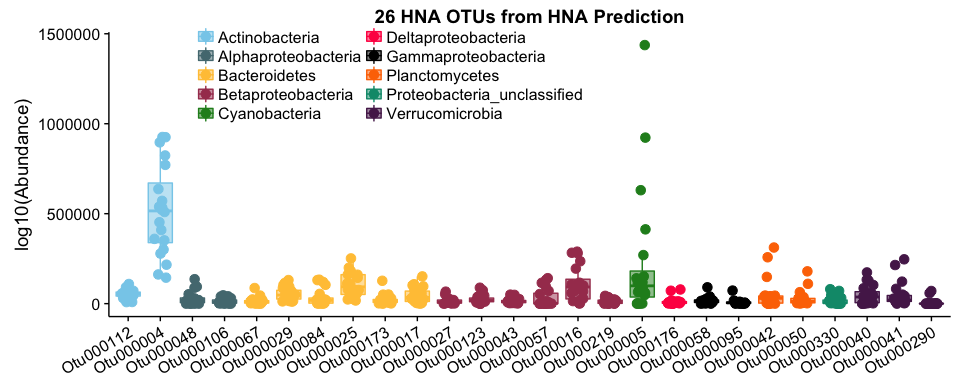 26 HNA OTUs from HNA Prediction
Actinobacteria
Alphaproteobacteria
Bacteroidetes
Betaproteobacteria
Cyanobacteria
Deltaproteobacteria
Gammaproteobacteria
Planctomycetes
Proteobacteria_unclassified
Verrucomicrobia
log10(Abundance)
1500000
1000000
500000
0
Otu000112
Otu000004
Otu000048
Otu000106
Otu000067
Otu000029
Otu000084
Otu000025
Otu000173
Otu000017
Otu000027
Otu000123
Otu000043
Otu000057
Otu000016
Otu000219
Otu000005
Otu000176
Otu000058
Otu000095
Otu000042
Otu000050
Otu000330
Otu000040
Otu000041
Otu000290